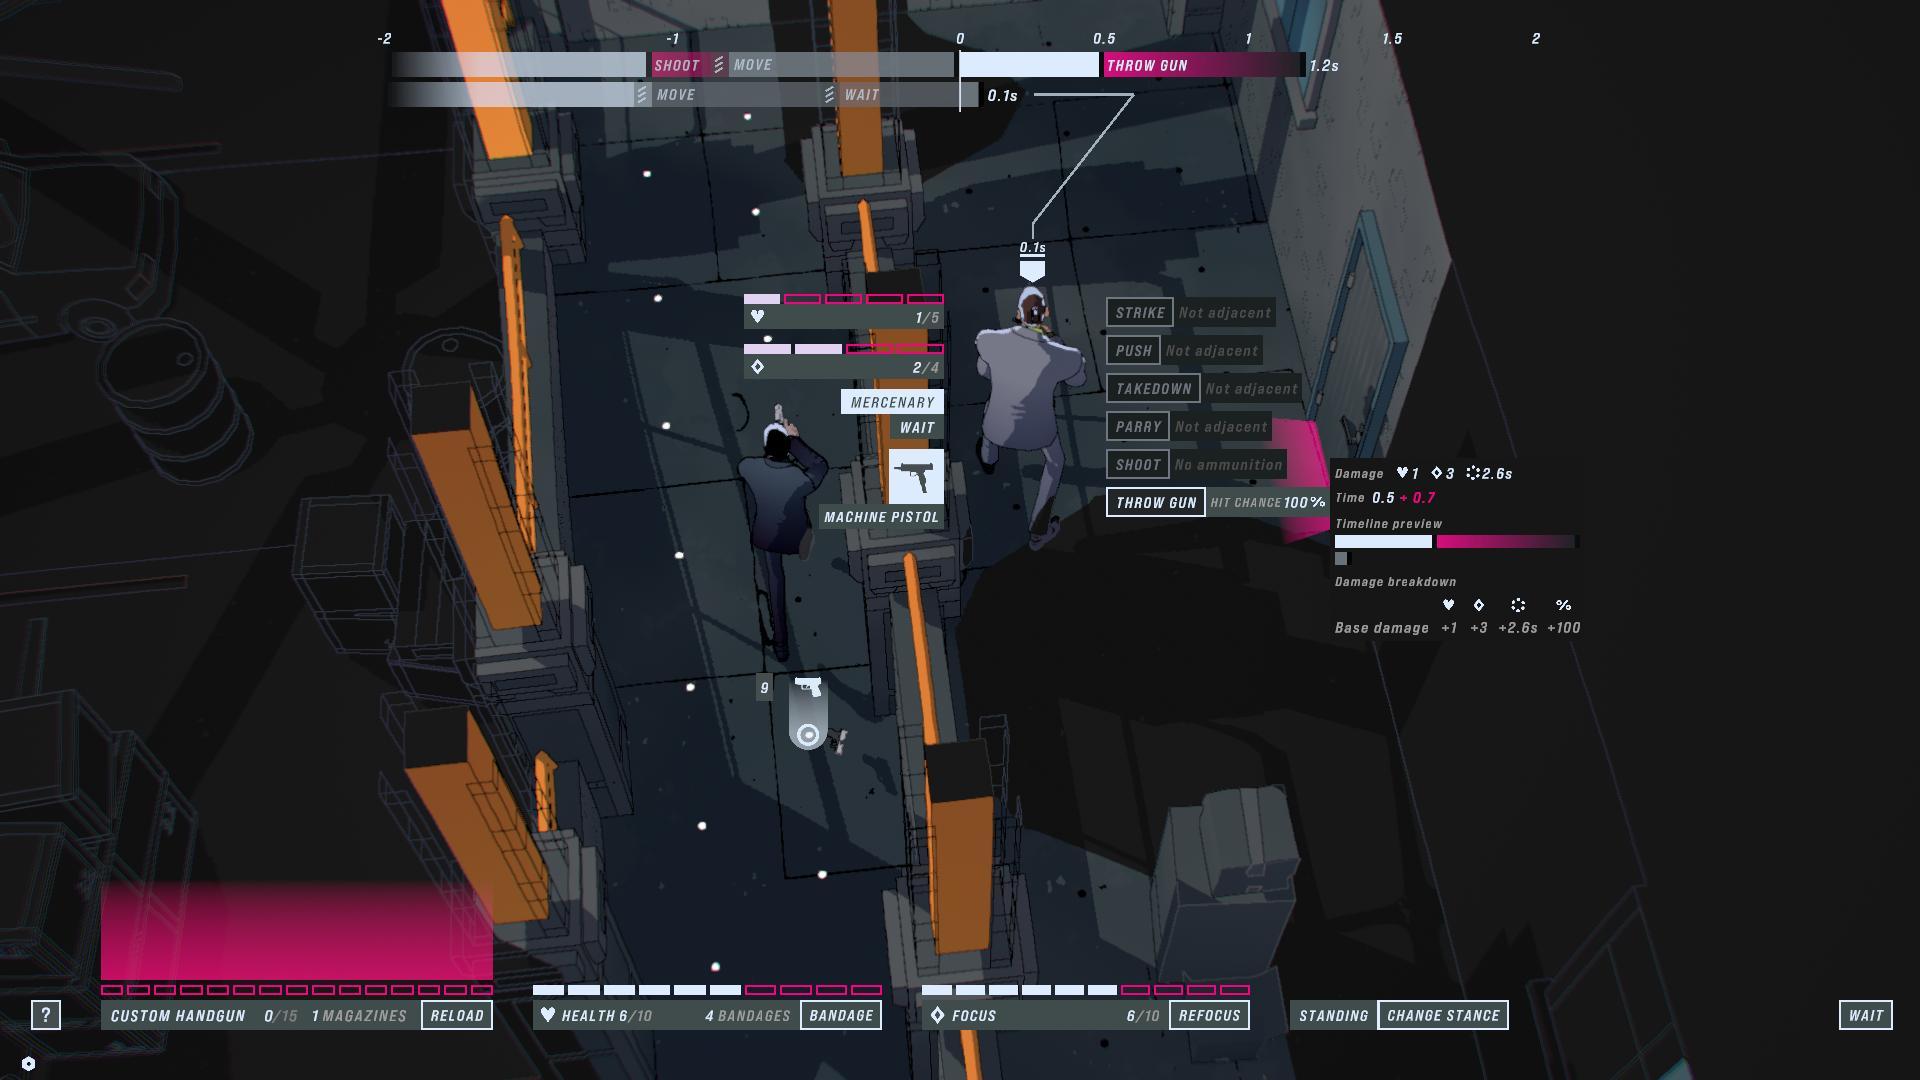 -2 -1 0 0.5 1 1.5 2
SHOOT MOVE THROW GUN 1.2s
MOVE WAIT 0.1s
0.1s
1/5
2/4
MERCENARY
WAIT
MACHINE PISTOL
STRIKE Not adjacent
PUSH Not adjacent
TAKEDOWN Not adjacent
PARRY Not adjacent
SHOOT No ammunition
THROW GUN HIT CHANCE 100%
Damage 1 3 2.6s
Time 0.5 + 0.7
Timeline preview
Damage breakdown
%
Base damage +1 +3 +2.6s +100
9
? CUSTOM HANDGUN 0/15 1 MAGAZINES RELOAD HEALTH 6/10 4 BANDAGES BANDAGE FOCUS 6/10 REFOCUS STANDING CHANGE STANCE WAIT